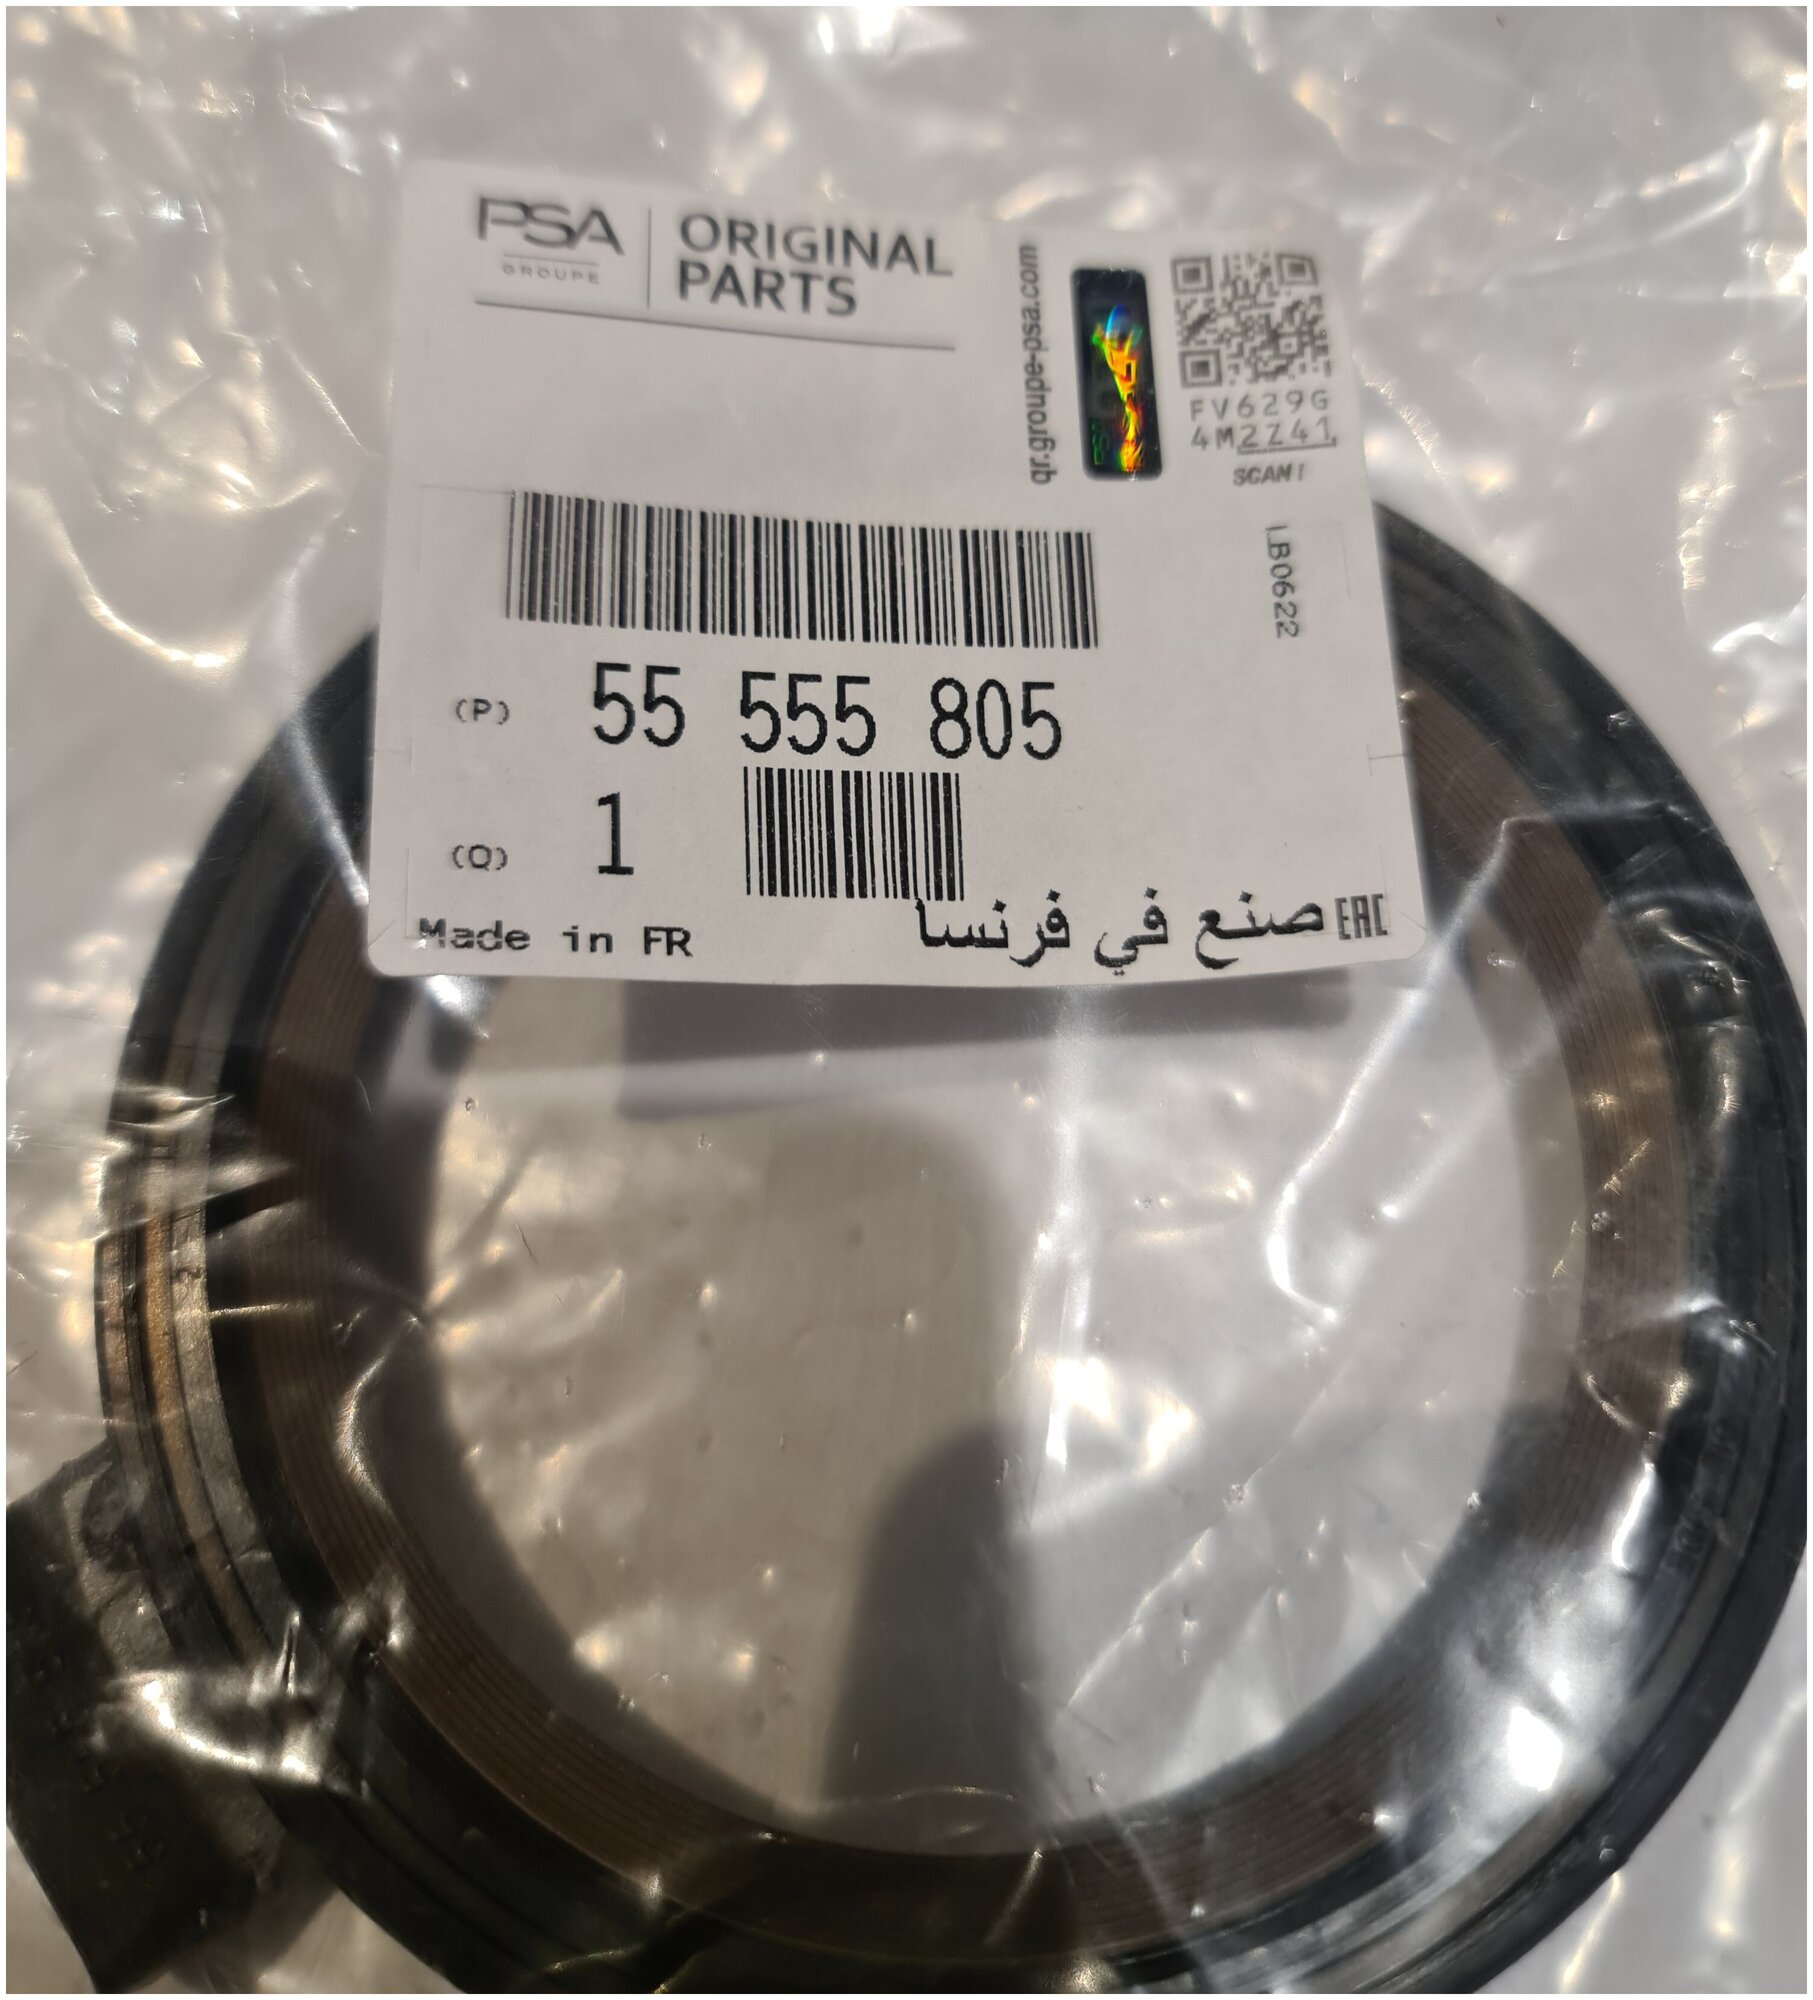 PSA
GROUPE
ORIGINAL
PARTS
qr.groupe-psa.com
FV629G
4M2Z41
SCAN!
LB0622
(P) 55 555 805
(Q) 1
Made in FR
صنع في فرنسا
EAC